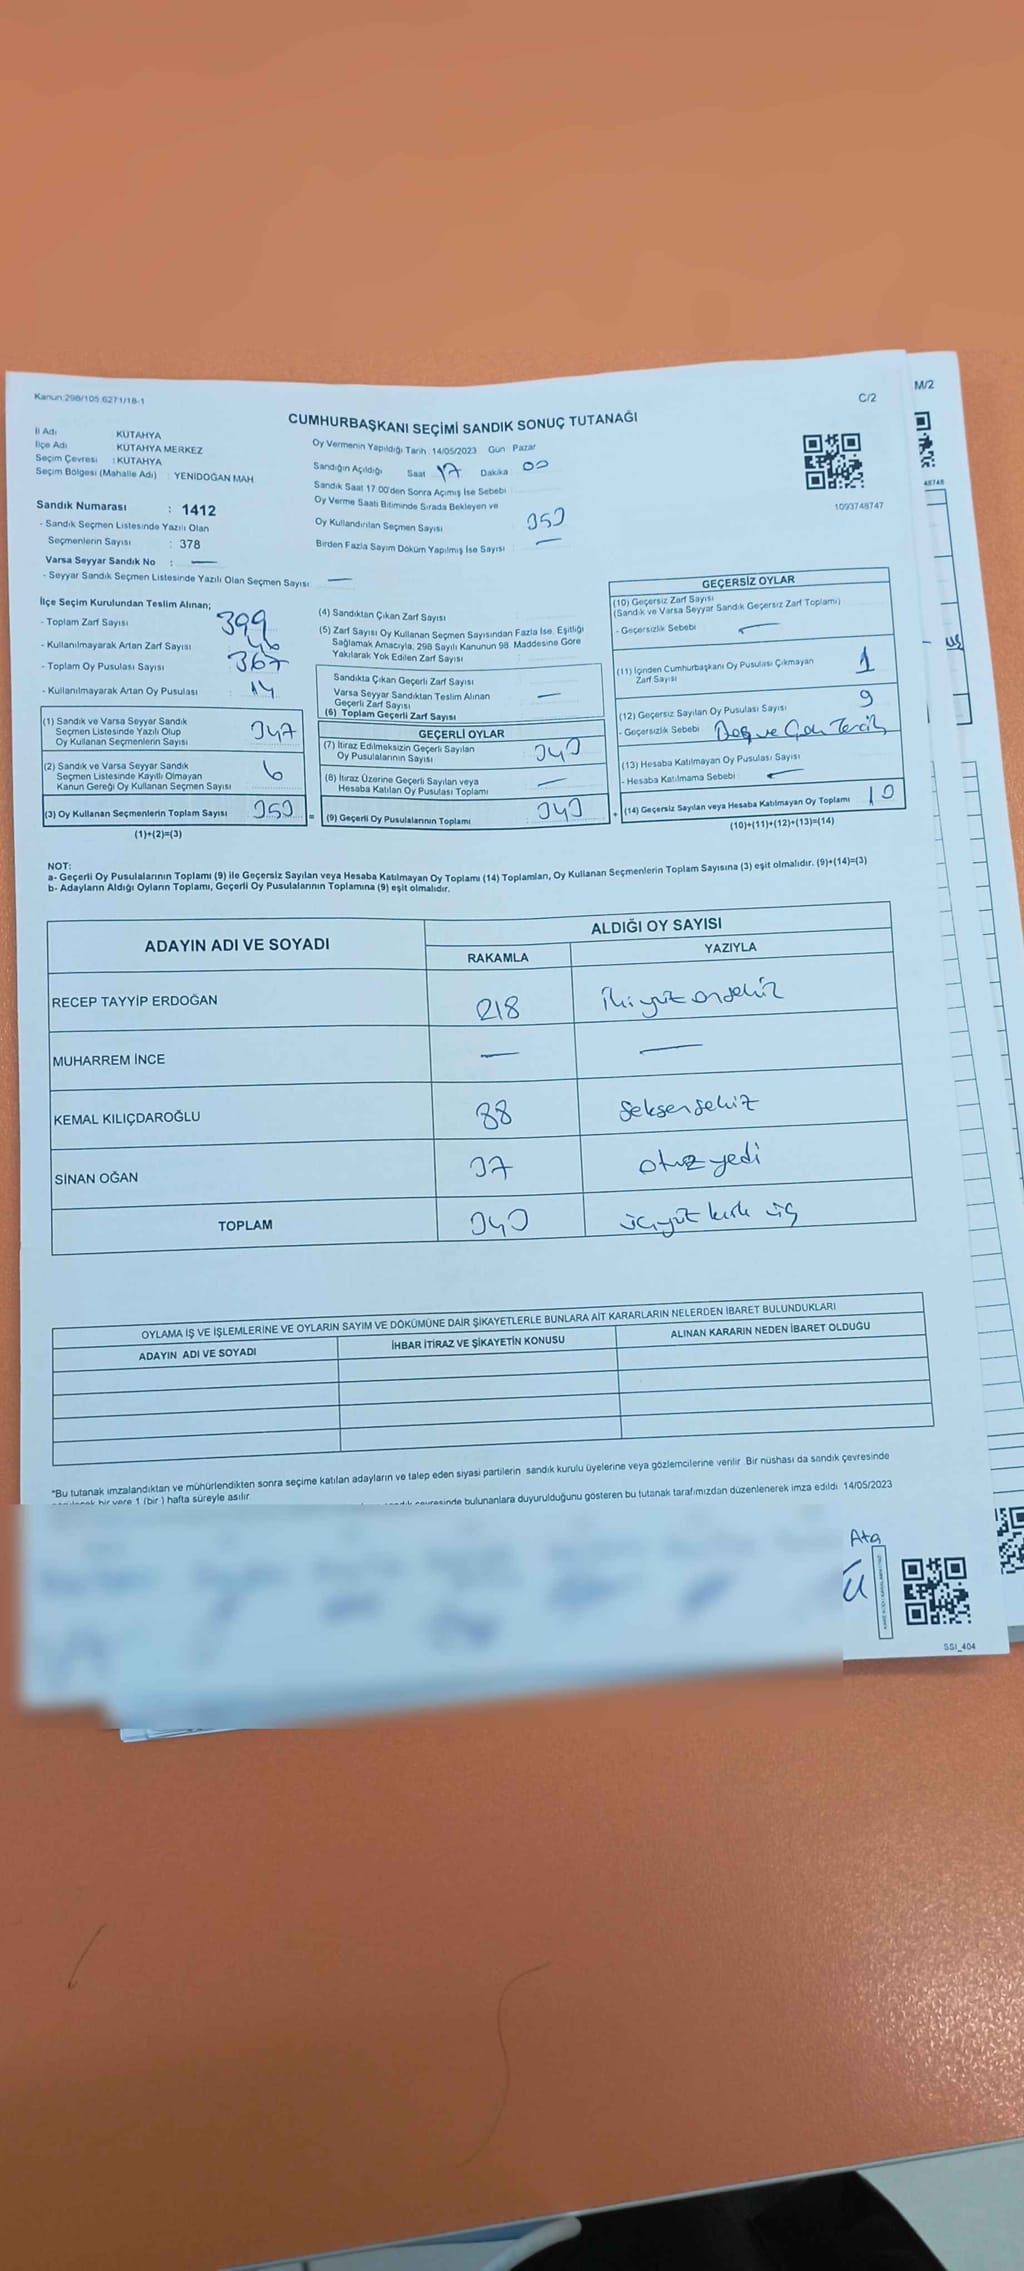 Kanun:298/105 6271/18-1
C/2
M/2
CUMHURBAŞKANI SEÇİMİ SANDIK SONUÇ TUTANAĞI
İl Adı : KÜTAHYA
İlçe Adı : KÜTAHYA MERKEZ
Seçim Çevresi : KÜTAHYA
Seçim Bölgesi (Mahalle Adı) : YENİDOĞAN MAH
Oy Vermenin Yapıldığı Tarih : 14/05/2023 Gün Pazar
Sandığın Açıldığı Saat 17 Dakika 00
Sandık Saat 17 00'den Sonra Açımış İse Sebebi
Oy Verme Saati Bitiminde Sırada Bekleyen ve
Oy Kullandırılan Seçmen Sayısı 353
Birden Fazla Sayım Döküm Yapılmış İse Sayısı : —
1093748747
48748
Sandık Numarası : 1412
- Sandık Seçmen Listesinde Yazılı Olan
Seçmenlerin Sayısı : 378
Varsa Seyyar Sandık No : —
- Seyyar Sandık Seçmen Listesinde Yazılı Olan Seçmen Sayısı —
İlçe Seçim Kurulundan Teslim Alınan;
- Toplam Zarf Sayısı 399
- Kullanılmayarak Artan Zarf Sayısı 46
- Toplam Oy Pusulası Sayısı 367
- Kullanılmayarak Artan Oy Pusulası 14
(1) Sandık ve Varsa Seyyar Sandık
Seçmen Listesinde Yazılı Olup
Oy Kullanan Seçmenlerin Sayısı 347
(2) Sandık ve Varsa Seyyar Sandık
Seçmen Listesinde Kayıtlı Olmayan
Kanun Gereği Oy Kullanan Seçmen Sayısı 6
(3) Oy Kullanan Seçmenlerin Toplam Sayısı 353
(1)+(2)=(3)
(4) Sandıktan Çıkan Zarf Sayısı
(5) Zarf Sayısı Oy Kullanan Seçmen Sayısından Fazla İse, Eşitliği
Sağlamak Amacıyla; 298 Sayılı Kanunun 98. Maddesine Göre
Yakılarak Yok Edilen Zarf Sayısı
Sandıkta Çıkan Geçerli Zarf Sayısı
Varsa Seyyar Sandıktan Teslim Alınan
Geçerli Zarf Sayısı —
(6) Toplam Geçerli Zarf Sayısı
GEÇERLİ OYLAR
(7) İtiraz Edilmeksizin Geçerli Sayılan
Oy Pusulalarının Sayısı 343
(8) İtiraz Üzerine Geçerli Sayılan veya
Hesaba Katılan Oy Pusulası Toplamı —
= (9) Geçerli Oy Pusulalarının Toplamı 343
GEÇERSİZ OYLAR
(10) Geçersiz Zarf Sayısı
(Sandık ve Varsa Seyyar Sandık Geçersiz Zarf Toplamı)
- Geçersizlik Sebebi —
(11) İçinden Cumhurbaşkanı Oy Pusulası Çıkmayan
Zarf Sayısı 1
(12) Geçersiz Sayılan Oy Pusulası Sayısı 9
- Geçersizlik Sebebi Boş ve Çok Tercih
(13) Hesaba Katılmayan Oy Pusulası Sayısı
- Hesaba Katılmama Sebebi —
+ (14) Geçersiz Sayılan veya Hesaba Katılmayan Oy Toplamı 10
(10)+(11)+(12)+(13)=(14)
NOT:
a- Geçerli Oy Pusulalarının Toplamı (9) ile Geçersiz Sayılan veya Hesaba Katılmayan Oy Toplamı (14) Toplamları, Oy Kullanan Seçmenlerin Toplam Sayısına (3) eşit olmalıdır. (9)+(14)=(3)
b- Adayların Aldığı Oyların Toplamı, Geçerli Oy Pusulalarının Toplamına (9) eşit olmalıdır.
ADAYIN ADI VE SOYADI
ALDIĞI OY SAYISI
RAKAMLA YAZIYLA
RECEP TAYYİP ERDOĞAN 218 İki yüz onsekiz
MUHARREM İNCE — —
KEMAL KILIÇDAROĞLU 88 Seksensekiz
SİNAN OĞAN 37 otuz yedi
TOPLAM 343 üçyüz kırk üç
OYLAMA İŞ VE İŞLEMLERİNE VE OYLARIN SAYIM VE DÖKÜMÜNE DAİR ŞİKAYETLERLE BUNLARA AİT KARARLARIN NELERDEN İBARET BULUNDUKLARI
ADAYIN ADI VE SOYADI İHBAR İTİRAZ VE ŞİKAYETİN KONUSU ALINAN KARARIN NEDEN İBARET OLDUĞU
"Bu tutanak imzalandıktan ve mühürlendikten sonra seçime katılan adayların ve talep eden siyasi partilerin sandık kurulu üyelerine veya gözlemcilerine verilir Bir nüshası da sandık çevresinde
bir yere 1 (bir ) hafta süreyle asılır
bulunanlara duyurulduğunu gösteren bu tutanak tarafımızdan düzenlenerek imza edildi 14/05/2023
Ata
SSI_404